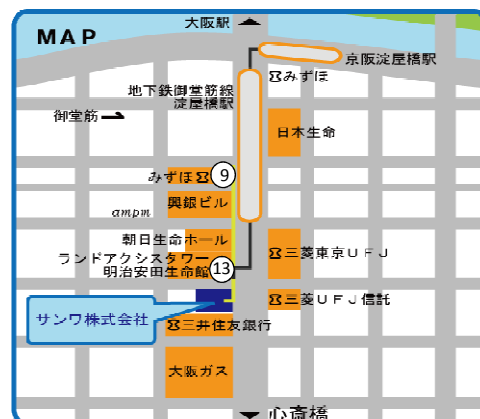 大阪駅
MAP
京阪淀屋橋駅
みずほ
地下鉄御堂筋線
淀屋橋駅
御堂筋
日本生命
みずほ
9
興銀ビル
ampm
朝日生命ホール
ランドアクシスタワー
明治安田生命館
13
三菱東京UFJ
サンワ株式会社
三菱UFJ信託
三井住友銀行
大阪ガス
心斎橋